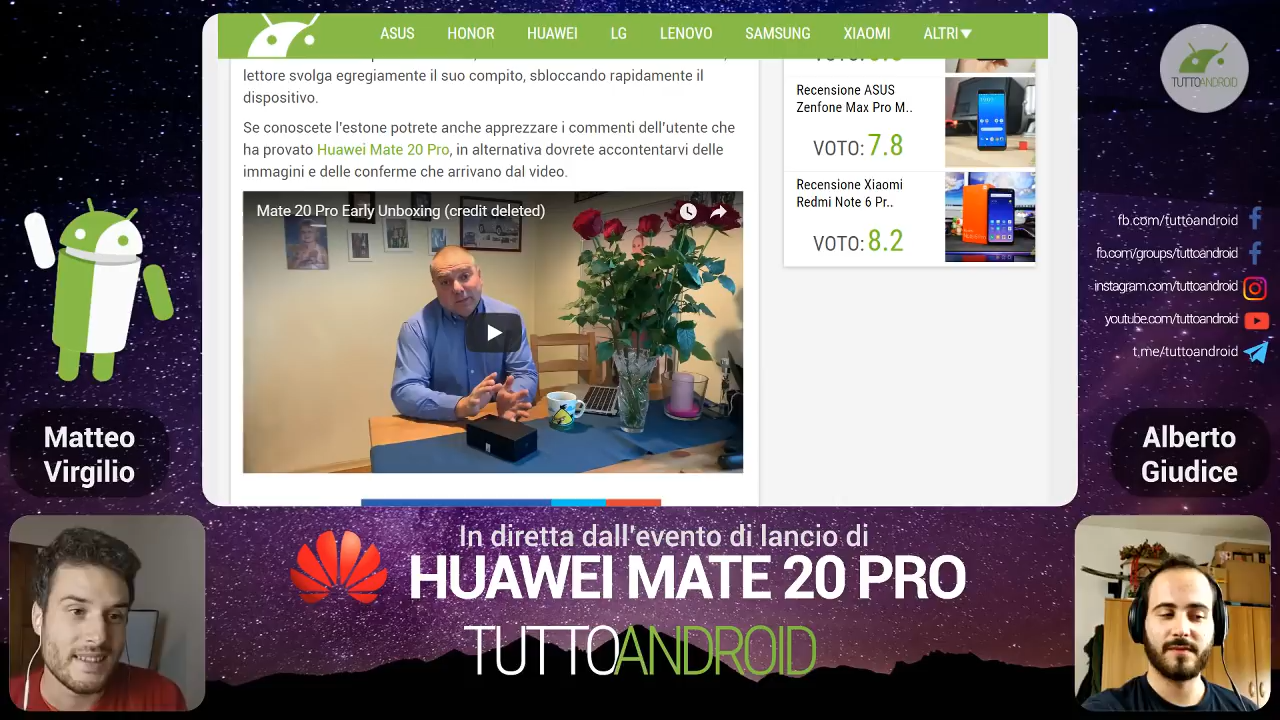 ASUS
HONOR
HUAWEI
LG
LENOVO
SAMSUNG
XIAOMI
ALTRI▼
lettore svolga egregiamente il suo compito, sbloccando rapidamente il
dispositivo.
Se conoscete l'estone potrete anche apprezzare i commenti dell'utente che
ha provato Huawei Mate 20 Pro, in alternativa dovrete accontentarvi delle
immagini e delle conferme che arrivano dal video.
Mate 20 Pro Early Unboxing (credit deleted)
Recensione ASUS
Zenfone Max Pro M..
VOTO: 7.8
Recensione Xiaomi
Redmi Note 6 Pr..
VOTO: 8.2
TUTTOANDROID
fb.com/tuttoandroid
fb.com/groups/tuttoandroid
instagram.com/tuttoandroid
youtube.com/tuttoandroid
t.me/tuttoandroid
Matteo
Virgilio
Alberto
Giudice
In diretta dall'evento di lancio di
HUAWEI MATE 20 PRO
TUTTOANDROID